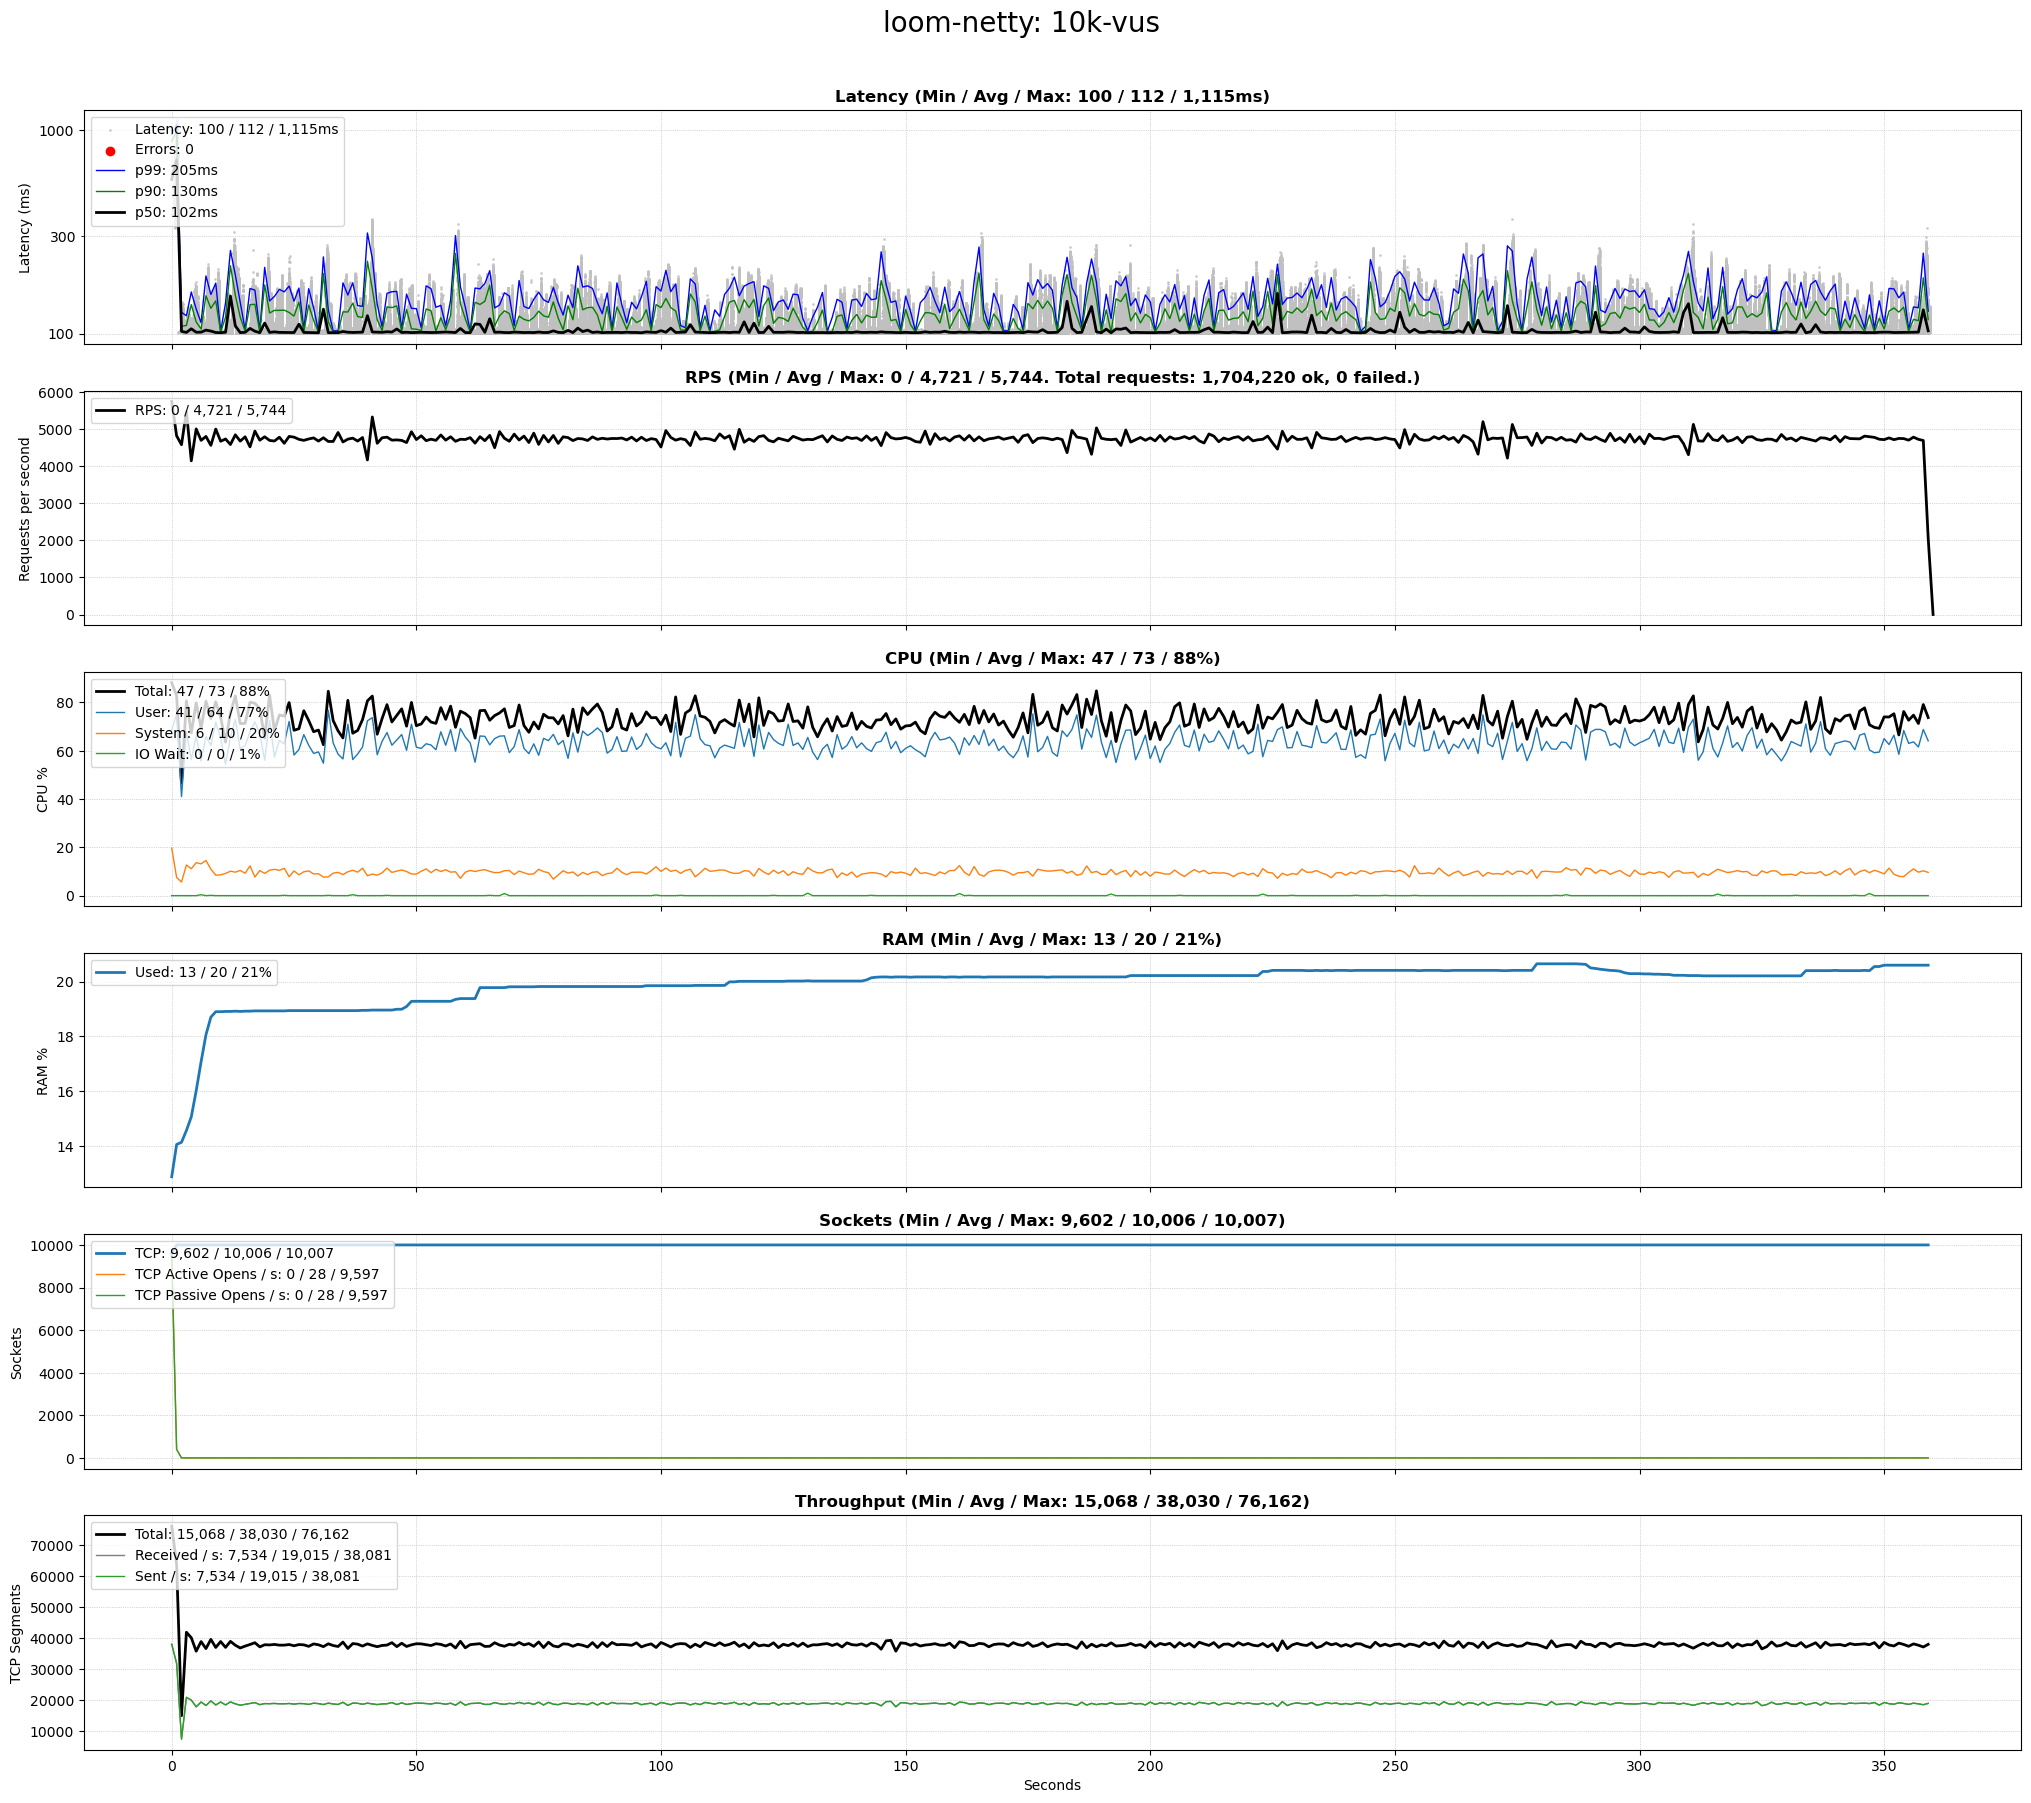 loom-netty: 10k-vus
Latency (Min / Avg / Max: 100 / 112 / 1,115ms)
Latency: 100 / 112 / 1,115ms
Errors: 0
p99: 205ms
p90: 130ms
p50: 102ms
1000
300
100
Latency (ms)
RPS (Min / Avg / Max: 0 / 4,721 / 5,744. Total requests: 1,704,220 ok, 0 failed.)
RPS: 0 / 4,721 / 5,744
6000
5000
4000
3000
2000
1000
0
Requests per second
CPU (Min / Avg / Max: 47 / 73 / 88%)
Total: 47 / 73 / 88%
User: 41 / 64 / 77%
System: 6 / 10 / 20%
IO Wait: 0 / 0 / 1%
80
60
40
20
0
CPU %
RAM (Min / Avg / Max: 13 / 20 / 21%)
Used: 13 / 20 / 21%
20
18
16
14
RAM %
Sockets (Min / Avg / Max: 9,602 / 10,006 / 10,007)
TCP: 9,602 / 10,006 / 10,007
TCP Active Opens / s: 0 / 28 / 9,597
TCP Passive Opens / s: 0 / 28 / 9,597
10000
8000
6000
4000
2000
0
Sockets
Throughput (Min / Avg / Max: 15,068 / 38,030 / 76,162)
Total: 15,068 / 38,030 / 76,162
Received / s: 7,534 / 19,015 / 38,081
Sent / s: 7,534 / 19,015 / 38,081
70000
60000
50000
40000
30000
20000
10000
TCP Segments
0 50 100 150 200 250 300 350
Seconds